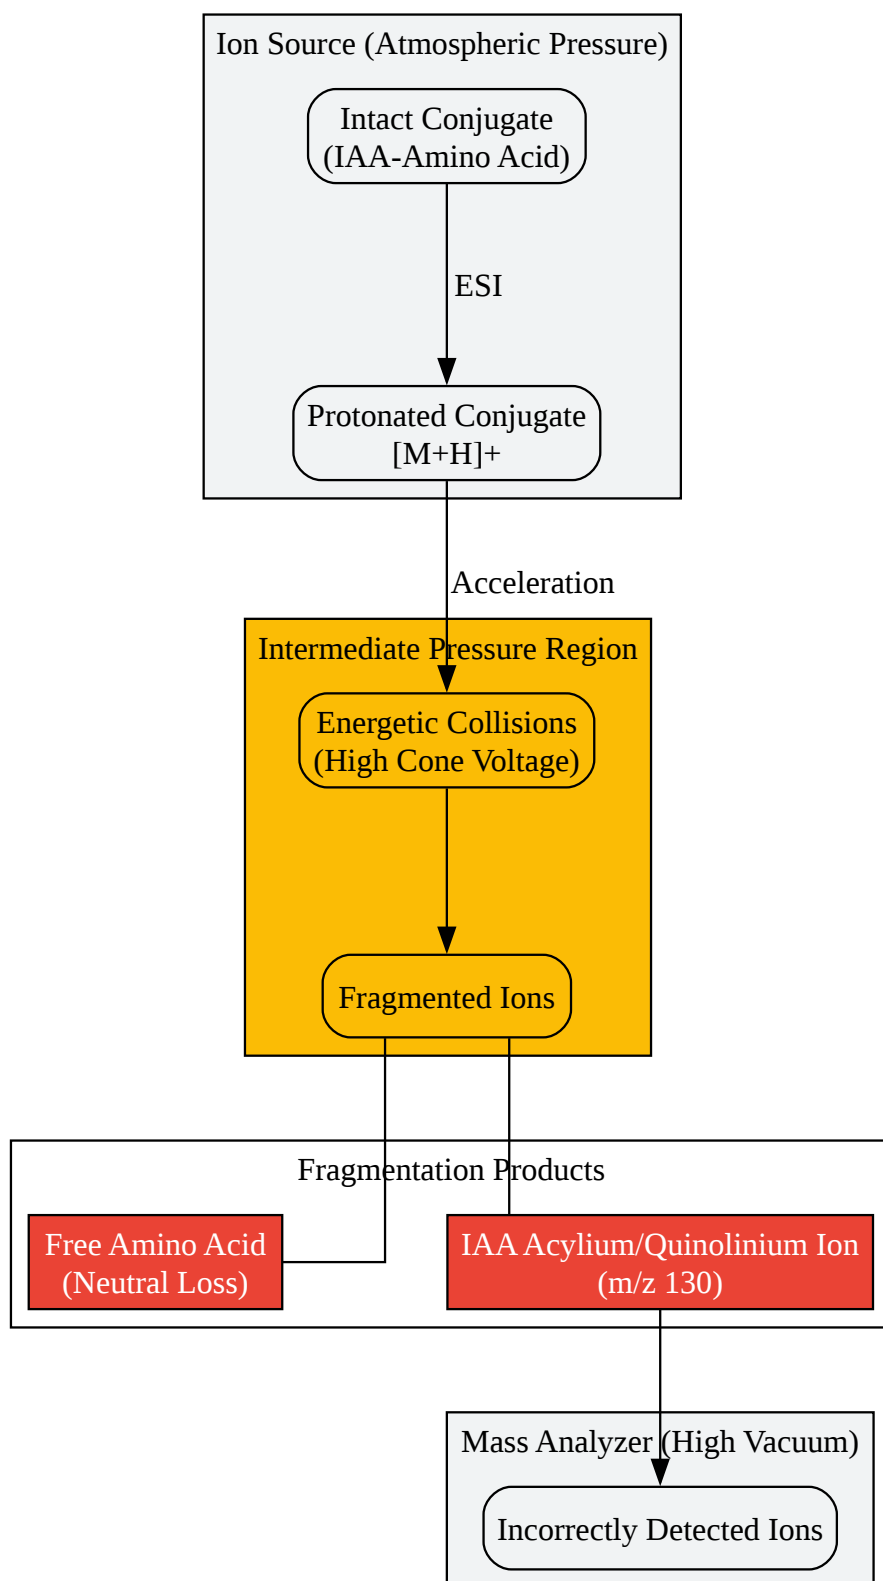 Ion Source (Atmospheric Pressure)
Intact Conjugate
(IAA-Amino Acid)
ESI
Protonated Conjugate
[M+H]+
Acceleration
Intermediate Pressure Region
Energetic Collisions
(High Cone Voltage)
Fragmented Ions
Fragmentation Products
Free Amino Acid
(Neutral Loss)
IAA Acylium/Quinolinium Ion
(m/z 130)
Mass Analyzer (High Vacuum)
Incorrectly Detected Ions